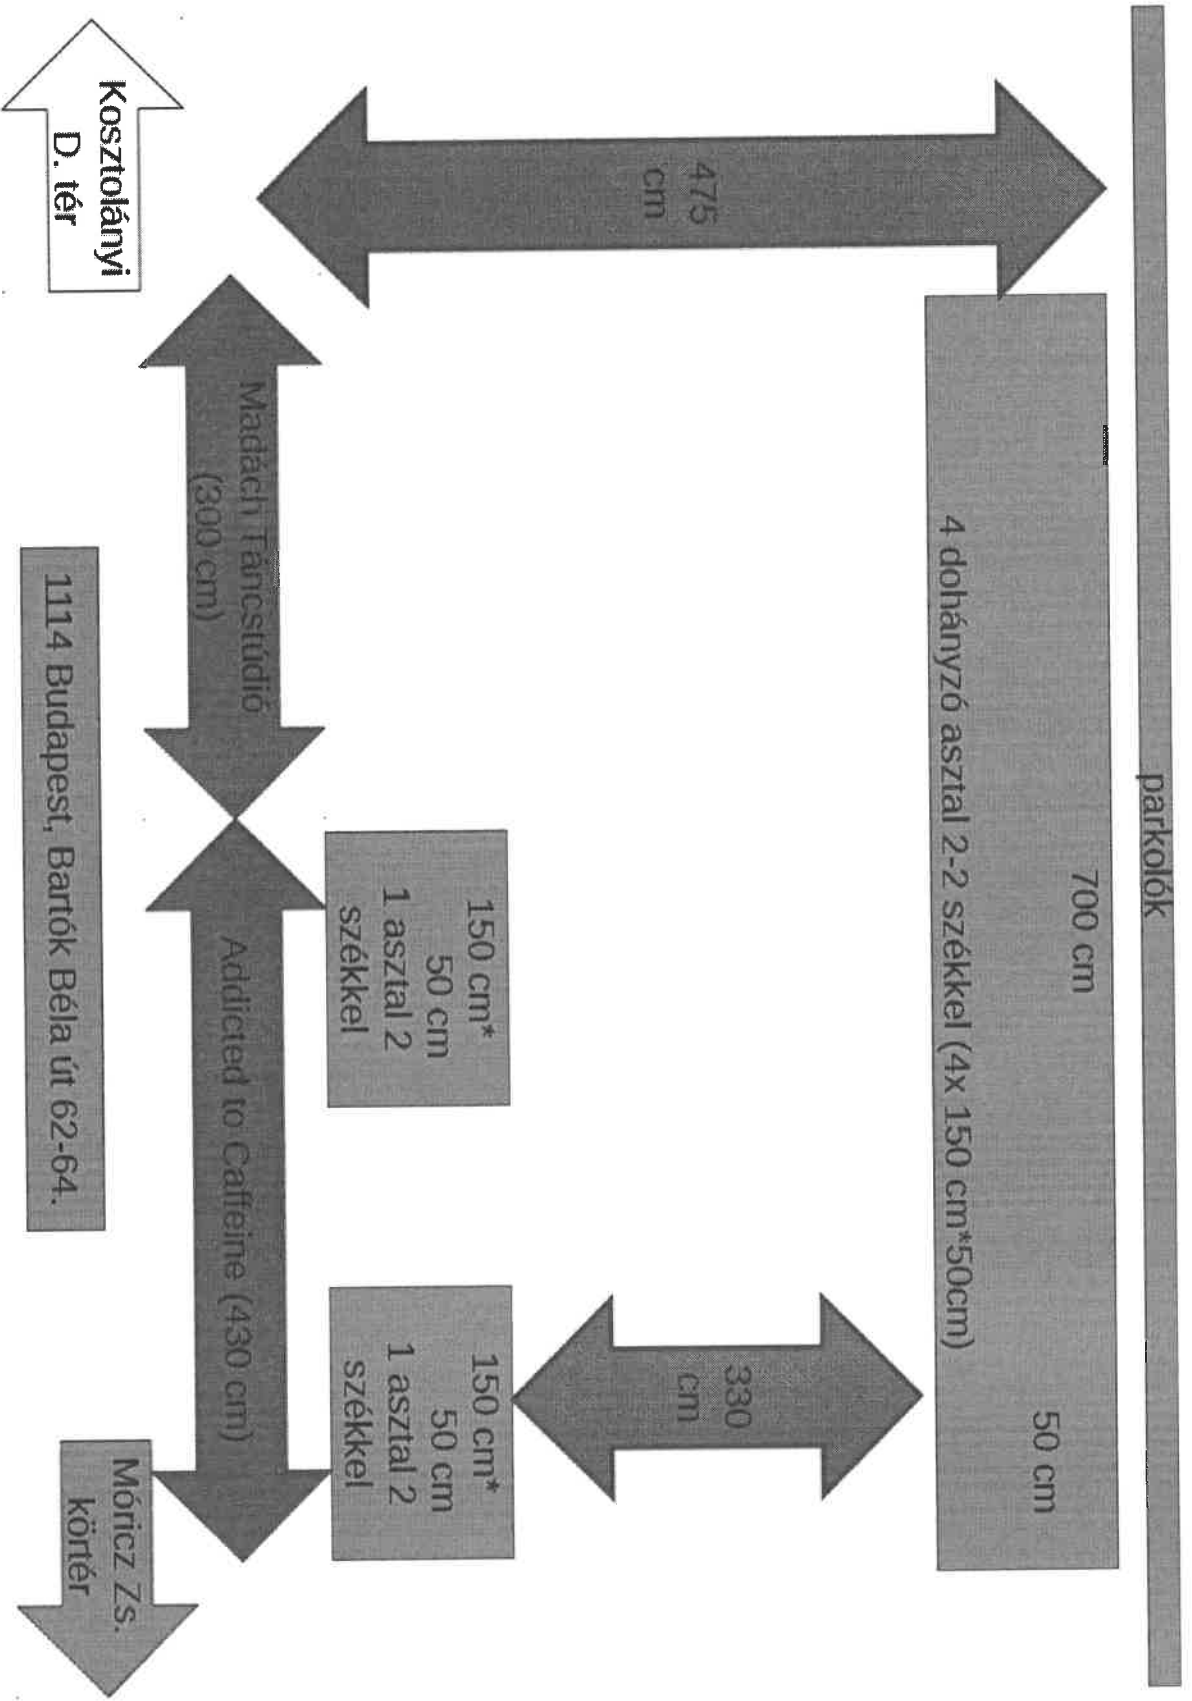 parkolók
700 cm
50 cm
4 dohányzó asztal 2-2 székkel (4x 150 cm*50cm)
475
cm
330
cm
150 cm*
50 cm
1 asztal 2
székkel
150 cm*
50 cm
1 asztal 2
székkel
Madách Táncstúdió
(300 cm)
Addicted to Caffeine (430 cm)
Kosztolányi
D. tér
1114 Budapest, Bartók Béla út 62-64.
Móricz Zs.
körtér